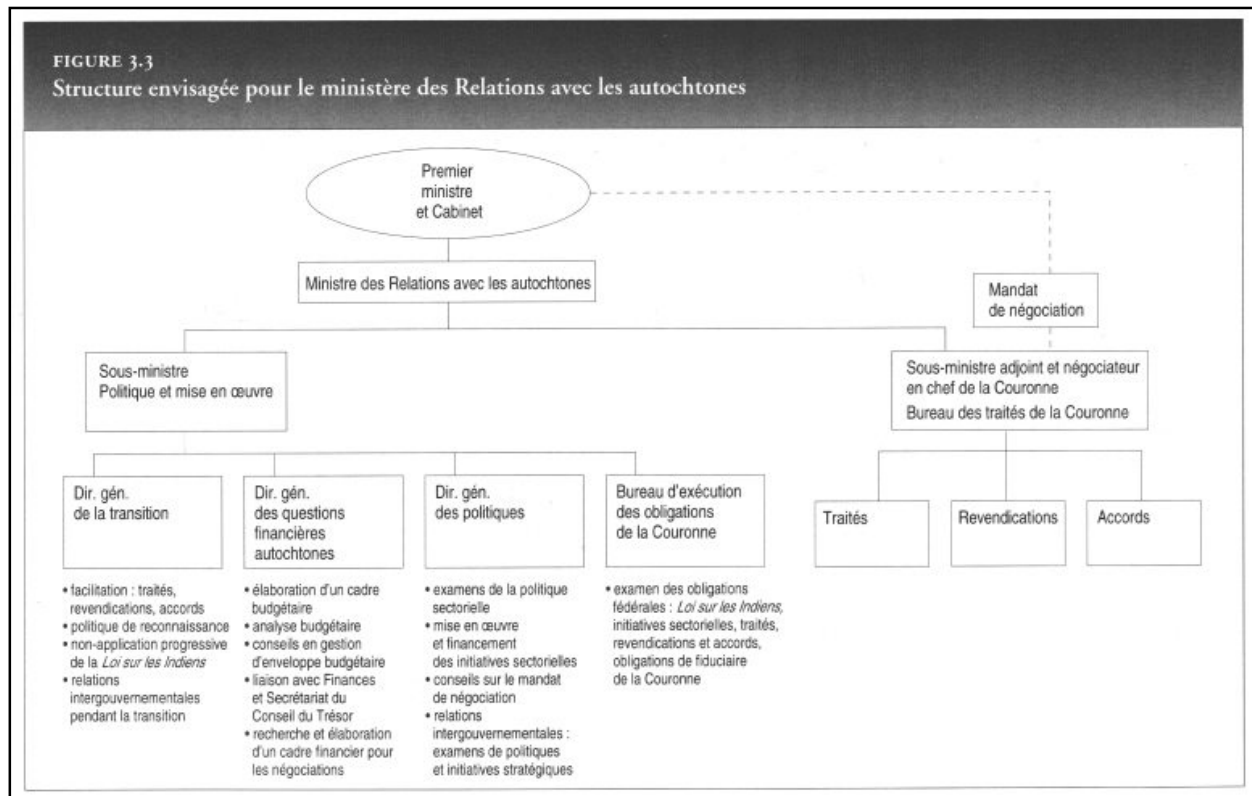 FIGURE 3.3
Structure envisagée pour le ministère des Relations avec les autochtones
Premier
ministre
et Cabinet
Ministre des Relations avec les autochtones
Mandat
de négociation
Sous-ministre
Politique et mise en œuvre
Sous-ministre adjoint et négociateur
en chef de la Couronne
Bureau des traités de la Couronne
Dir. gén.
de la transition
Dir. gén.
des questions
financières
autochtones
Dir. gén.
des politiques
Bureau d'exécution
des obligations
de la Couronne
Traités
Revendications
Accords
• facilitation : traités,
revendications, accords
• politique de reconnaissance
• non-application progressive
de la Loi sur les Indiens
• relations
intergouvernementales
pendant la transition
• élaboration d'un cadre
budgétaire
• analyse budgétaire
• conseils en gestion
d'enveloppe budgétaire
• liaison avec Finances
et Secrétariat du
Conseil du Trésor
• recherche et élaboration
d'un cadre financier pour
les négociations
• examens de la politique
sectorielle
• mise en œuvre
et financement
des initiatives sectorielles
• conseils sur le mandat
de négociation
• relations
intergouvernementales :
examens de politiques
et initiatives stratégiques
• examen des obligations
fédérales : Loi sur les Indiens,
initiatives sectorielles, traités,
revendications et accords,
obligations de fiduciaire
de la Couronne